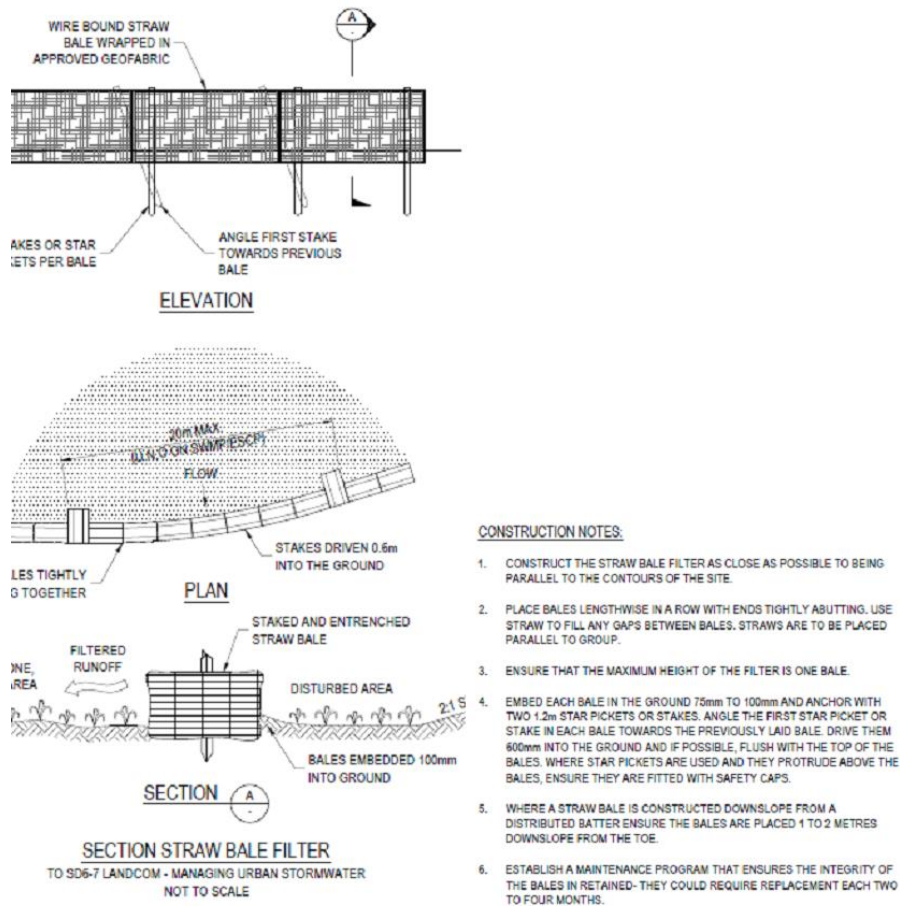 WIRE BOUND STRAW
BALE WRAPPED IN
APPROVED GEOFABRIC
A
-
AKES OR STAR
ETS PER BALE
ANGLE FIRST STAKE
TOWARDS PREVIOUS
BALE
ELEVATION
20m MAX
(U.N.O ON SWMP/ESCP)
FLOW
STAKES DRIVEN 0.6m
INTO THE GROUND
LES TIGHTLY
G TOGETHER
PLAN
STAKED AND ENTRENCHED
STRAW BALE
FILTERED
RUNOFF
ONE,
AREA
DISTURBED AREA
2:1 S
BALES EMBEDDED 100mm
INTO GROUND
SECTION
A
-
SECTION STRAW BALE FILTER
TO SD6-7 LANDCOM - MANAGING URBAN STORMWATER
NOT TO SCALE
CONSTRUCTION NOTES:
1. CONSTRUCT THE STRAW BALE FILTER AS CLOSE AS POSSIBLE TO BEING
PARALLEL TO THE CONTOURS OF THE SITE.
2. PLACE BALES LENGTHWISE IN A ROW WITH ENDS TIGHTLY ABUTTING. USE
STRAW TO FILL ANY GAPS BETWEEN BALES. STRAWS ARE TO BE PLACED
PARALLEL TO GROUP.
3. ENSURE THAT THE MAXIMUM HEIGHT OF THE FILTER IS ONE BALE.
4. EMBED EACH BALE IN THE GROUND 75mm TO 100mm AND ANCHOR WITH
TWO 1.2m STAR PICKETS OR STAKES. ANGLE THE FIRST STAR PICKET OR
STAKE IN EACH BALE TOWARDS THE PREVIOUSLY LAID BALE. DRIVE THEM
600mm INTO THE GROUND AND IF POSSIBLE, FLUSH WITH THE TOP OF THE
BALES. WHERE STAR PICKETS ARE USED AND THEY PROTRUDE ABOVE THE
BALES, ENSURE THEY ARE FITTED WITH SAFETY CAPS.
5. WHERE A STRAW BALE IS CONSTRUCTED DOWNSLOPE FROM A
DISTRIBUTED BATTER ENSURE THE BALES ARE PLACED 1 TO 2 METRES
DOWNSLOPE FROM THE TOE.
6. ESTABLISH A MAINTENANCE PROGRAM THAT ENSURES THE INTEGRITY OF
THE BALES IN RETAINED- THEY COULD REQUIRE REPLACEMENT EACH TWO
TO FOUR MONTHS.